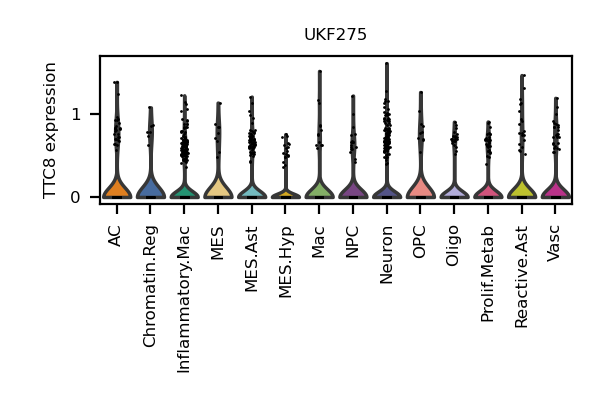 UKF275
TTC8 expression
1
0
AC
Chromatin.Reg
Inflammatory.Mac
MES
MES.Ast
MES.Hyp
Mac
NPC
Neuron
OPC
Oligo
Prolif.Metab
Reactive.Ast
Vasc